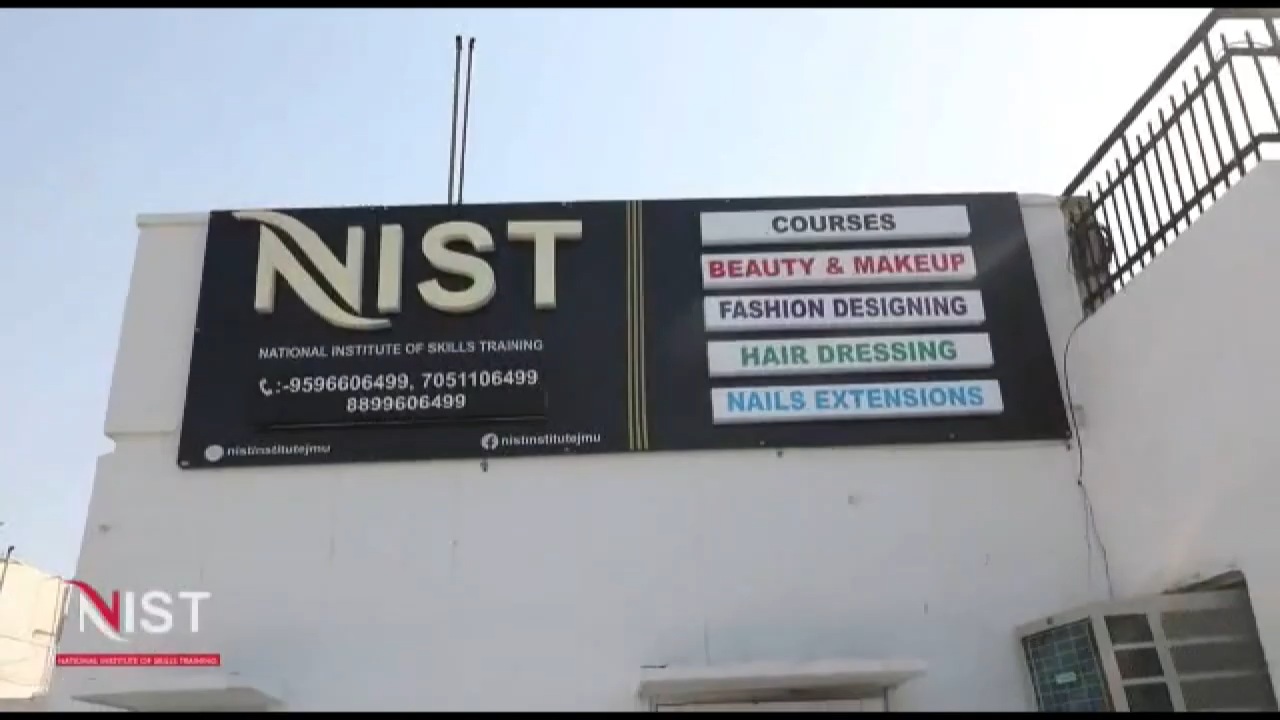 NIST
NATIONAL INSTITUTE OF SKILLS TRAINING
:-9596606499, 7051106499
8899606499
nistinstitutejmu
nistinstitutejmu
COURSES
BEAUTY & MAKEUP
FASHION DESIGNING
HAIR DRESSING
NAILS EXTENSIONS
NIST
NATIONAL INSTITUTE OF SKILLS TRAINING